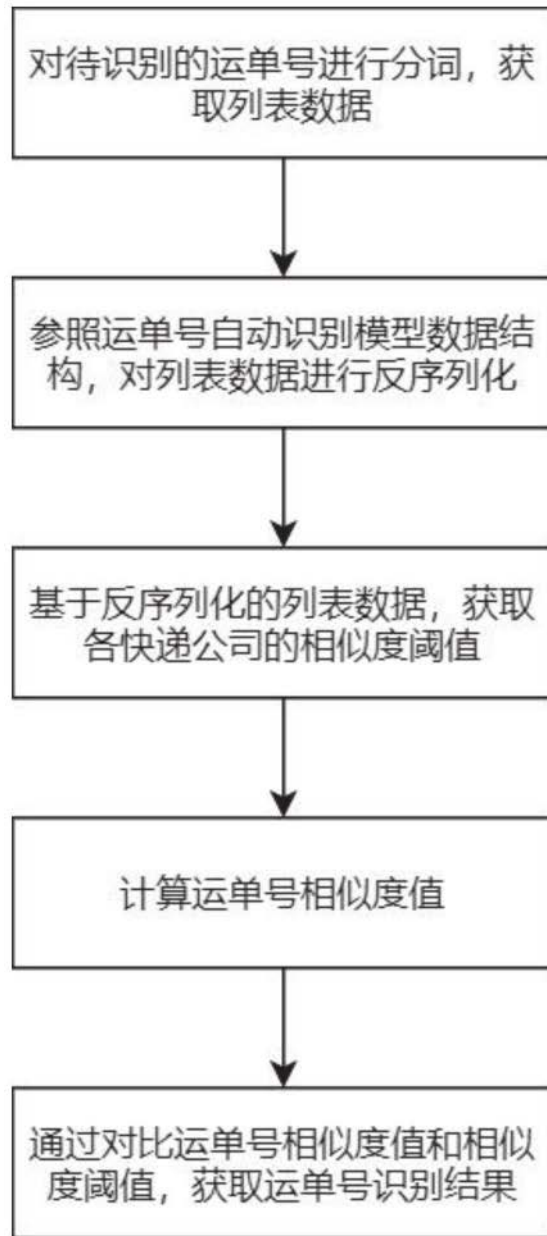 对待识别的运单号进行分词，获
取列表数据
参照运单号自动识别模型数据结
构，对列表数据进行反序列化
基于反序列化的列表数据，获取
各快递公司的相似度阈值
计算运单号相似度值
通过对比运单号相似度值和相似
度阈值，获取运单号识别结果